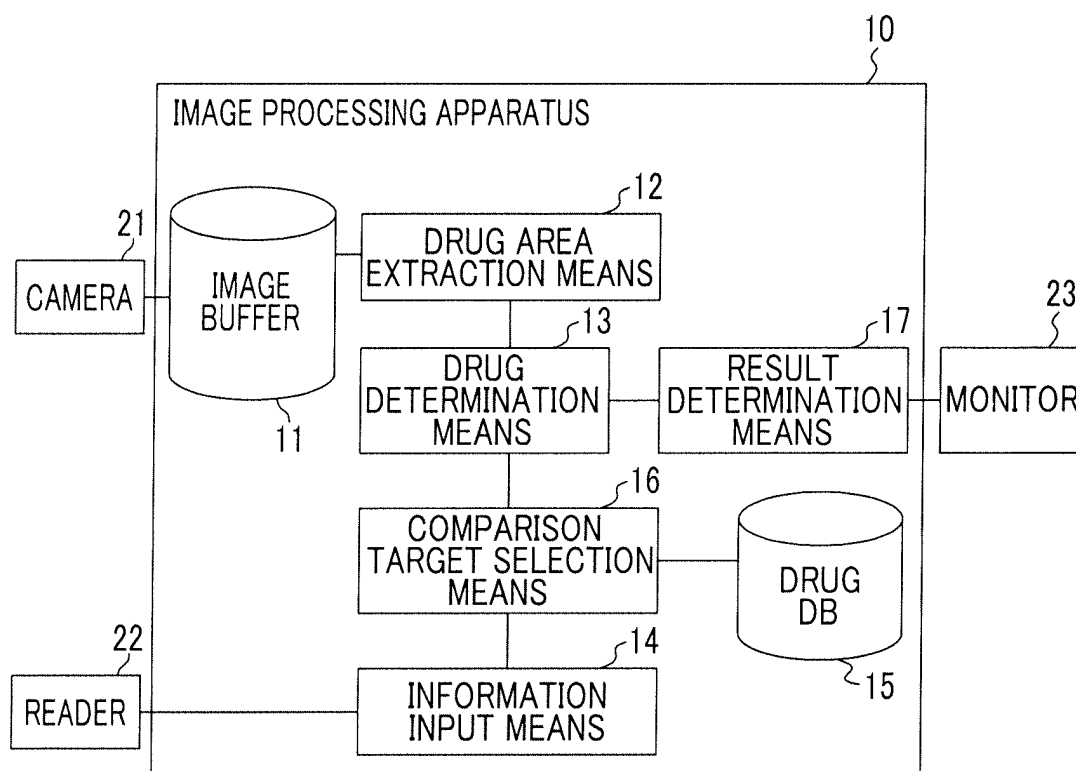 10
IMAGE PROCESSING APPARATUS
12
21
DRUG AREA
EXTRACTION MEANS
CAMERA
IMAGE
BUFFER
13
17
23
DRUG
DETERMINATION
MEANS
RESULT
DETERMINATION
MEANS
MONITOR
11
16
COMPARISON
TARGET SELECTION
MEANS
DRUG
DB
22
14
15
READER
INFORMATION
INPUT MEANS